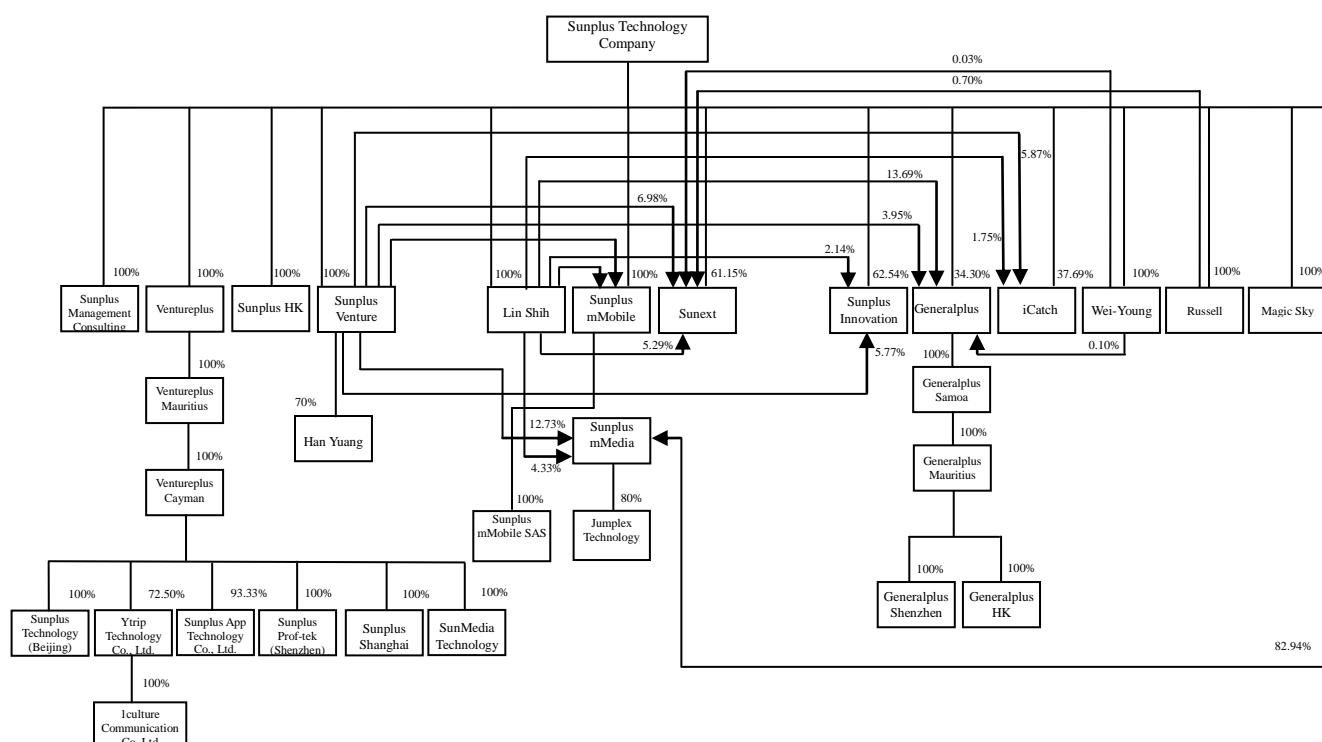 Sunplus Technology
Company
0.03%
0.70%
5.87%
13.69%
6.98%
3.95%
1.75%
2.14%
100%
100%
100%
100%
100%
100%
61.15%
62.54%
34.30%
37.69%
100%
100%
100%
Sunplus
Management
Consulting
Ventureplus
Sunplus HK
Sunplus
Venture
Lin Shih
Sunplus
mMobile
Sunext
Sunplus
Innovation
Generalplus
iCatch
Wei-Young
Russell
Magic Sky
5.29%
5.77%
0.10%
100%
100%
Ventureplus
Mauritius
Generalplus
Samoa
70%
Han Yuang
12.73%
4.33%
Sunplus
mMedia
100%
100%
Ventureplus
Cayman
Generalplus
Mauritius
100%
80%
Sunplus
mMobile SAS
Jumplex
Technology
100%
100%
Generalplus
Shenzhen
Generalplus
HK
100%
72.50%
93.33%
100%
100%
100%
Sunplus
Technology
(Beijing)
Ytrip
Technology
Co., Ltd.
Sunplus App
Technology
Co., Ltd.
Sunplus
Prof-tek
(Shenzhen)
Sunplus
Shanghai
SunMedia
Technology
82.94%
100%
1culture
Communication
Co., Ltd.